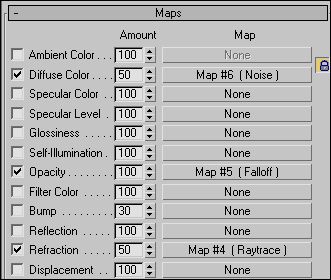 - Maps
Amount Map
Ambient Color . . . 100 None
Diffuse Color . . . . 50 Map #6 ( Noise )
Specular Color . . 100 None
Specular Level . . 100 None
Glossiness . . . . . 100 None
Self-Illumination . 100 None
Opacity . . . . . . . . 100 Map #5 ( Falloff )
Filter Color . . . . . 100 None
Bump . . . . . . . . . 30 None
Reflection . . . . . . 100 None
Refraction . . . . . . 50 Map #4 ( Raytrace )
Displacement . . . 100 None